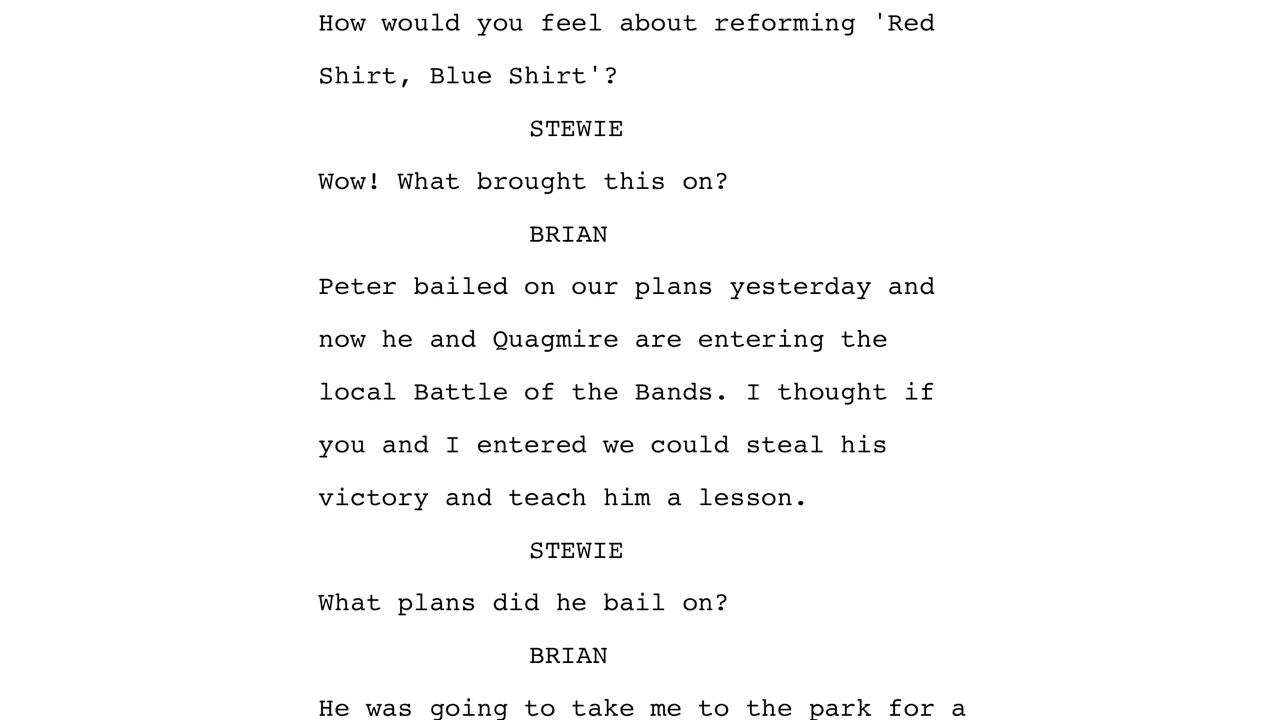 How would you feel about reforming 'Red
Shirt, Blue Shirt'?
STEWIE
Wow! What brought this on?
BRIAN
Peter bailed on our plans yesterday and
now he and Quagmire are entering the
local Battle of the Bands. I thought if
you and I entered we could steal his
victory and teach him a lesson.
STEWIE
What plans did he bail on?
BRIAN
He was going to take me to the park for a